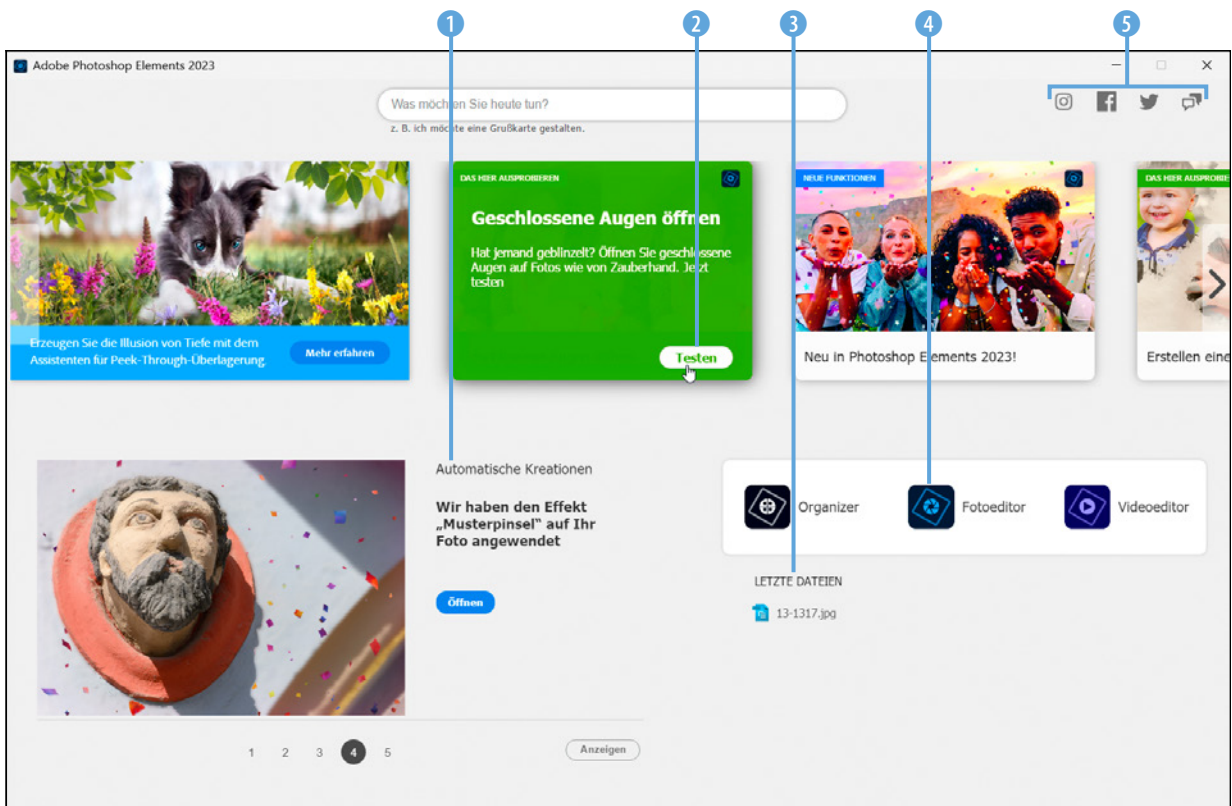 1 2 3 4 5
Adobe Photoshop Elements 2023
Was möchten Sie heute tun?
z. B. ich möchte eine Grußkarte gestalten.
Erzeugen Sie die Illusion von Tiefe mit dem
Assistenten für Peek-Through-Überlagerung.
Mehr erfahren
DAS HIER AUSPROBIEREN
Geschlossene Augen öffnen
Hat jemand geblinzelt? Öffnen Sie geschlossene
Augen auf Fotos wie von Zauberhand. Jetzt
testen
Testen
NEUE FUNKTIONEN
Neu in Photoshop Elements 2023!
DAS HIER AUSPROBIE
Erstellen eine
Automatische Kreationen
Wir haben den Effekt
„Musterpinsel“ auf Ihr
Foto angewendet
Öffnen
1 2 3 4 5
Anzeigen
Organizer
Fotoeditor
Videoeditor
LETZTE DATEIEN
13-1317.jpg